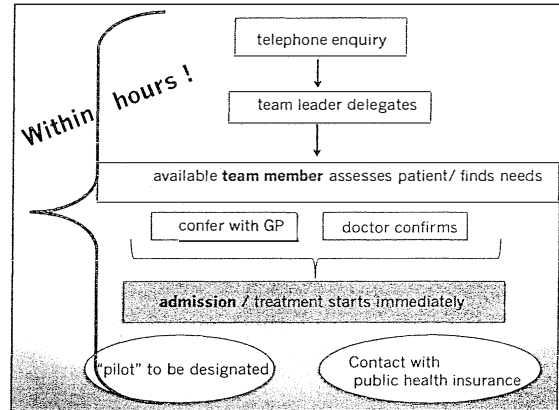 Within hours !
telephone enquiry
team leader delegates
available team member assesses patient/ finds needs
confer with GP
doctor confirms
admission / treatment starts immediately
"pilot" to be designated
Contact with
public health insurance